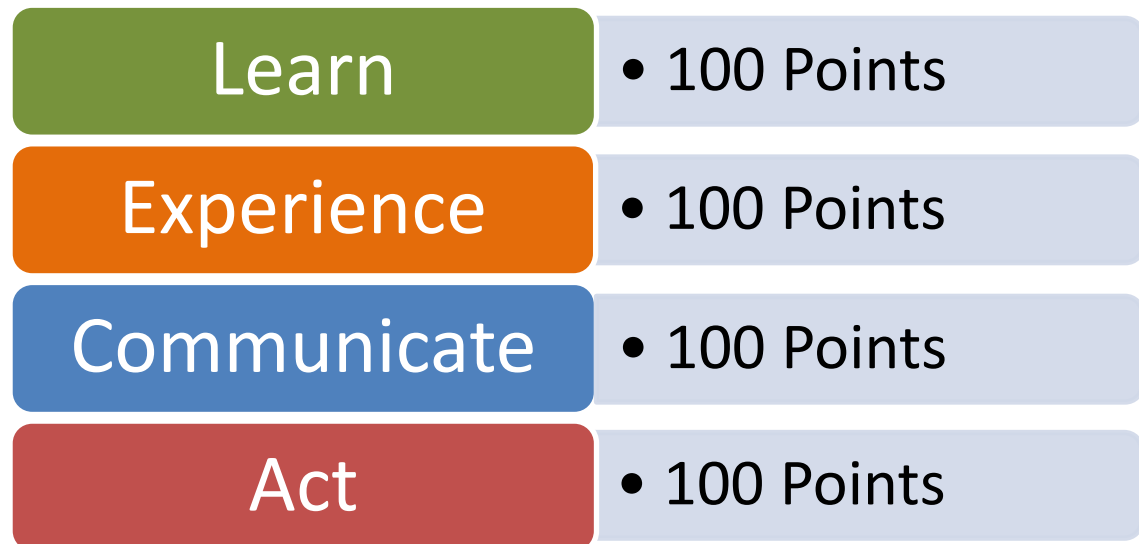 Learn
• 100 Points
Experience
• 100 Points
Communicate
• 100 Points
Act
• 100 Points